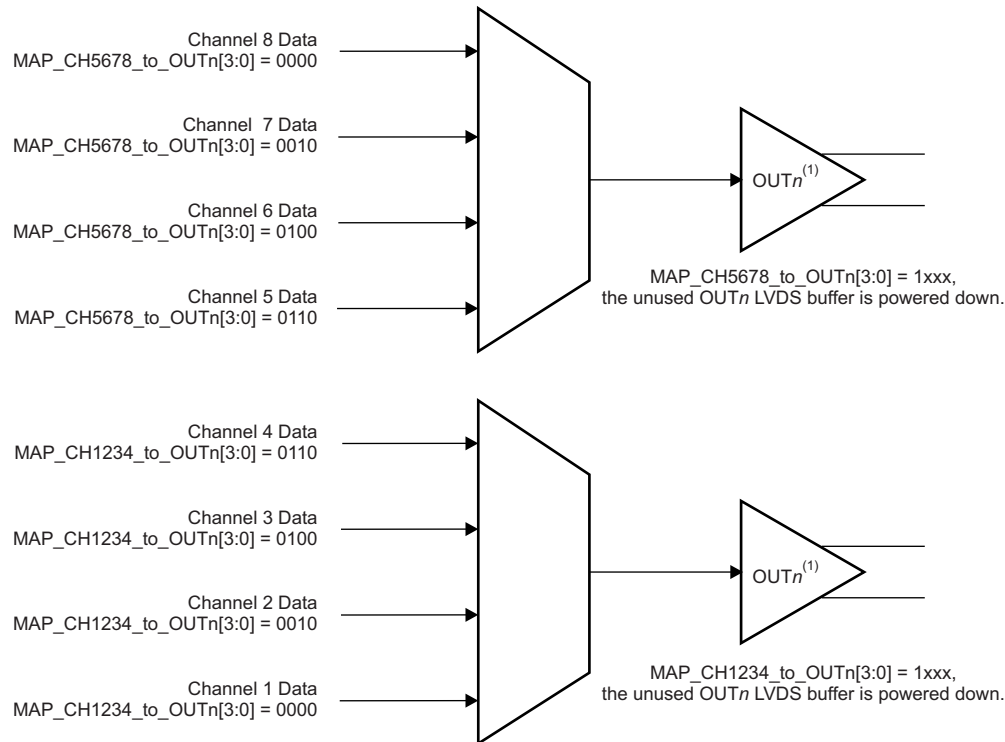 Channel 8 Data
MAP_CH5678_to_OUTn[3:0] = 0000
Channel 7 Data
MAP_CH5678_to_OUTn[3:0] = 0010
Channel 6 Data
MAP_CH5678_to_OUTn[3:0] = 0100
Channel 5 Data
MAP_CH5678_to_OUTn[3:0] = 0110
OUTn(1)
MAP_CH5678_to_OUTn[3:0] = 1xxx,
the unused OUTn LVDS buffer is powered down.
Channel 4 Data
MAP_CH1234_to_OUTn[3:0] = 0110
Channel 3 Data
MAP_CH1234_to_OUTn[3:0] = 0100
Channel 2 Data
MAP_CH1234_to_OUTn[3:0] = 0010
Channel 1 Data
MAP_CH1234_to_OUTn[3:0] = 0000
OUTn(1)
MAP_CH1234_to_OUTn[3:0] = 1xxx,
the unused OUTn LVDS buffer is powered down.